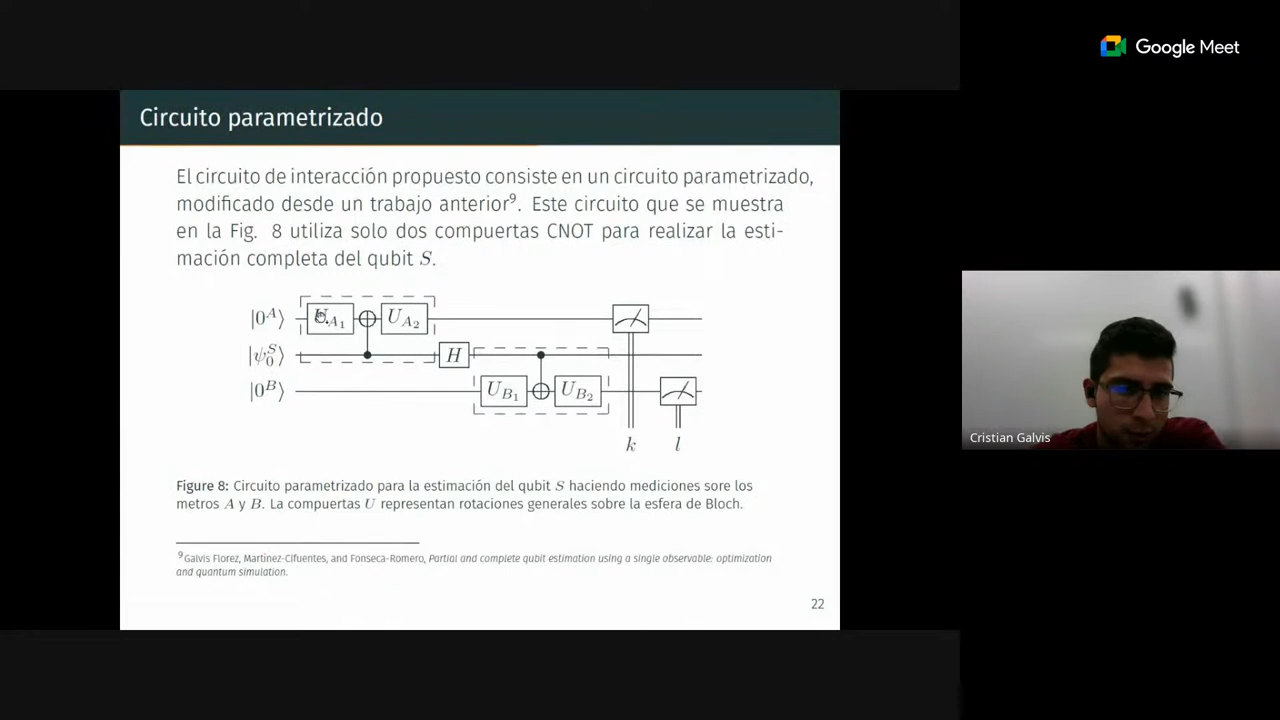 Google Meet
Circuito parametrizado
El circuito de interacción propuesto consiste en un circuito parametrizado,
modificado desde un trabajo anterior⁹. Este circuito que se muestra
en la Fig. 8 utiliza solo dos compuertas CNOT para realizar la esti-
mación completa del qubit S.
|0^A⟩ U_{A_1} U_{A_2}
|ψ_0^S⟩ H
|0^B⟩ U_{B_1} U_{B_2}
k l
Figure 8: Circuito parametrizado para la estimación del qubit S haciendo mediciones sore los
metros A y B. La compuertas U representan rotaciones generales sobre la esfera de Bloch.
⁹Galvis Florez, Martinez-Cifuentes, and Fonseca-Romero, Partial and complete qubit estimation using a single observable: optimization
and quantum simulation.
22
Cristian Galvis